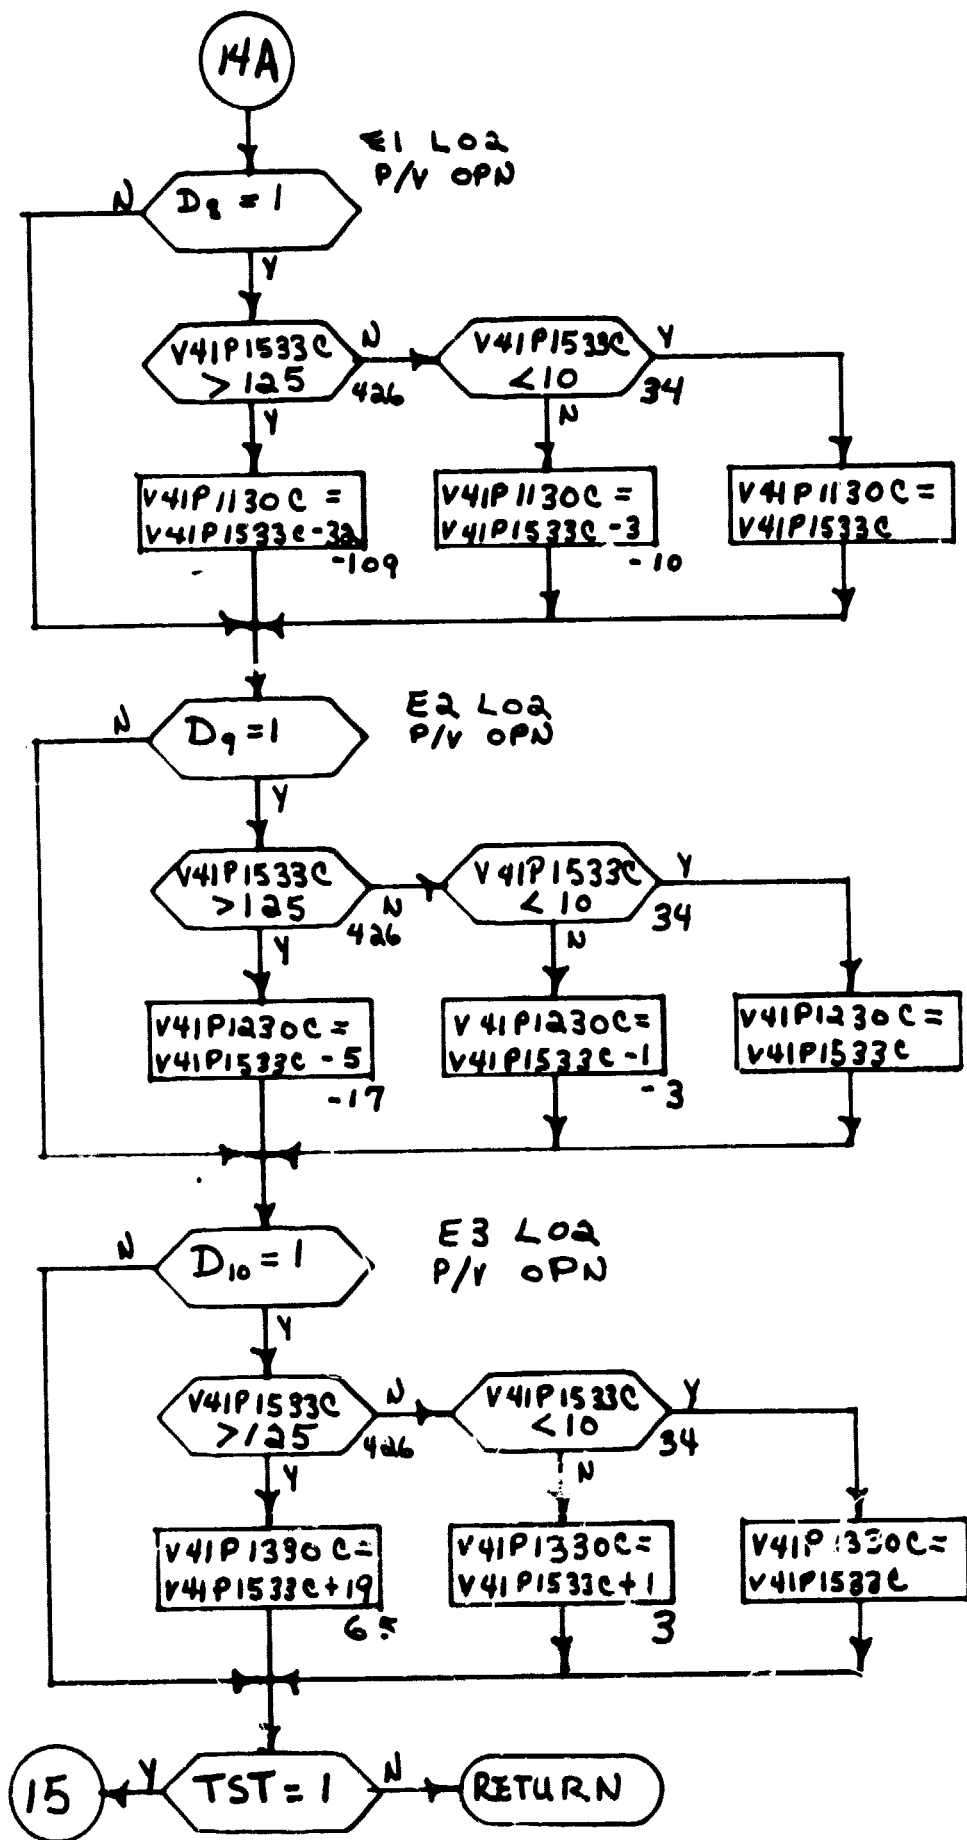 14A
E1 LO2
P/V OPN
N
D8 = 1
Y
V41P1533C
> 125
N
426
V41P1533C
< 10
Y
34
Y
N
V41P1130C =
V41P1533C - 32
-109
V41P1130C =
V41P1533C - 3
-10
V41P1130C =
V41P1533C
E2 LO2
P/V OPN
N
D9 = 1
Y
V41P1533C
> 125
N
426
V41P1533C
< 10
Y
34
Y
N
V41P1230C =
V41P1533C - 5
-17
V41P1230C =
V41P1533C - 1
-3
V41P1230C =
V41P1533C
E3 LO2
P/V OPN
N
D10 = 1
Y
V41P1533C
> 125
N
426
V41P1533C
< 10
Y
34
Y
N
V41P1330C =
V41P1533C + 19
65
V41P1330C =
V41P1533C + 1
3
V41P1330C =
V41P1533C
15
Y
TST = 1
N
RETURN